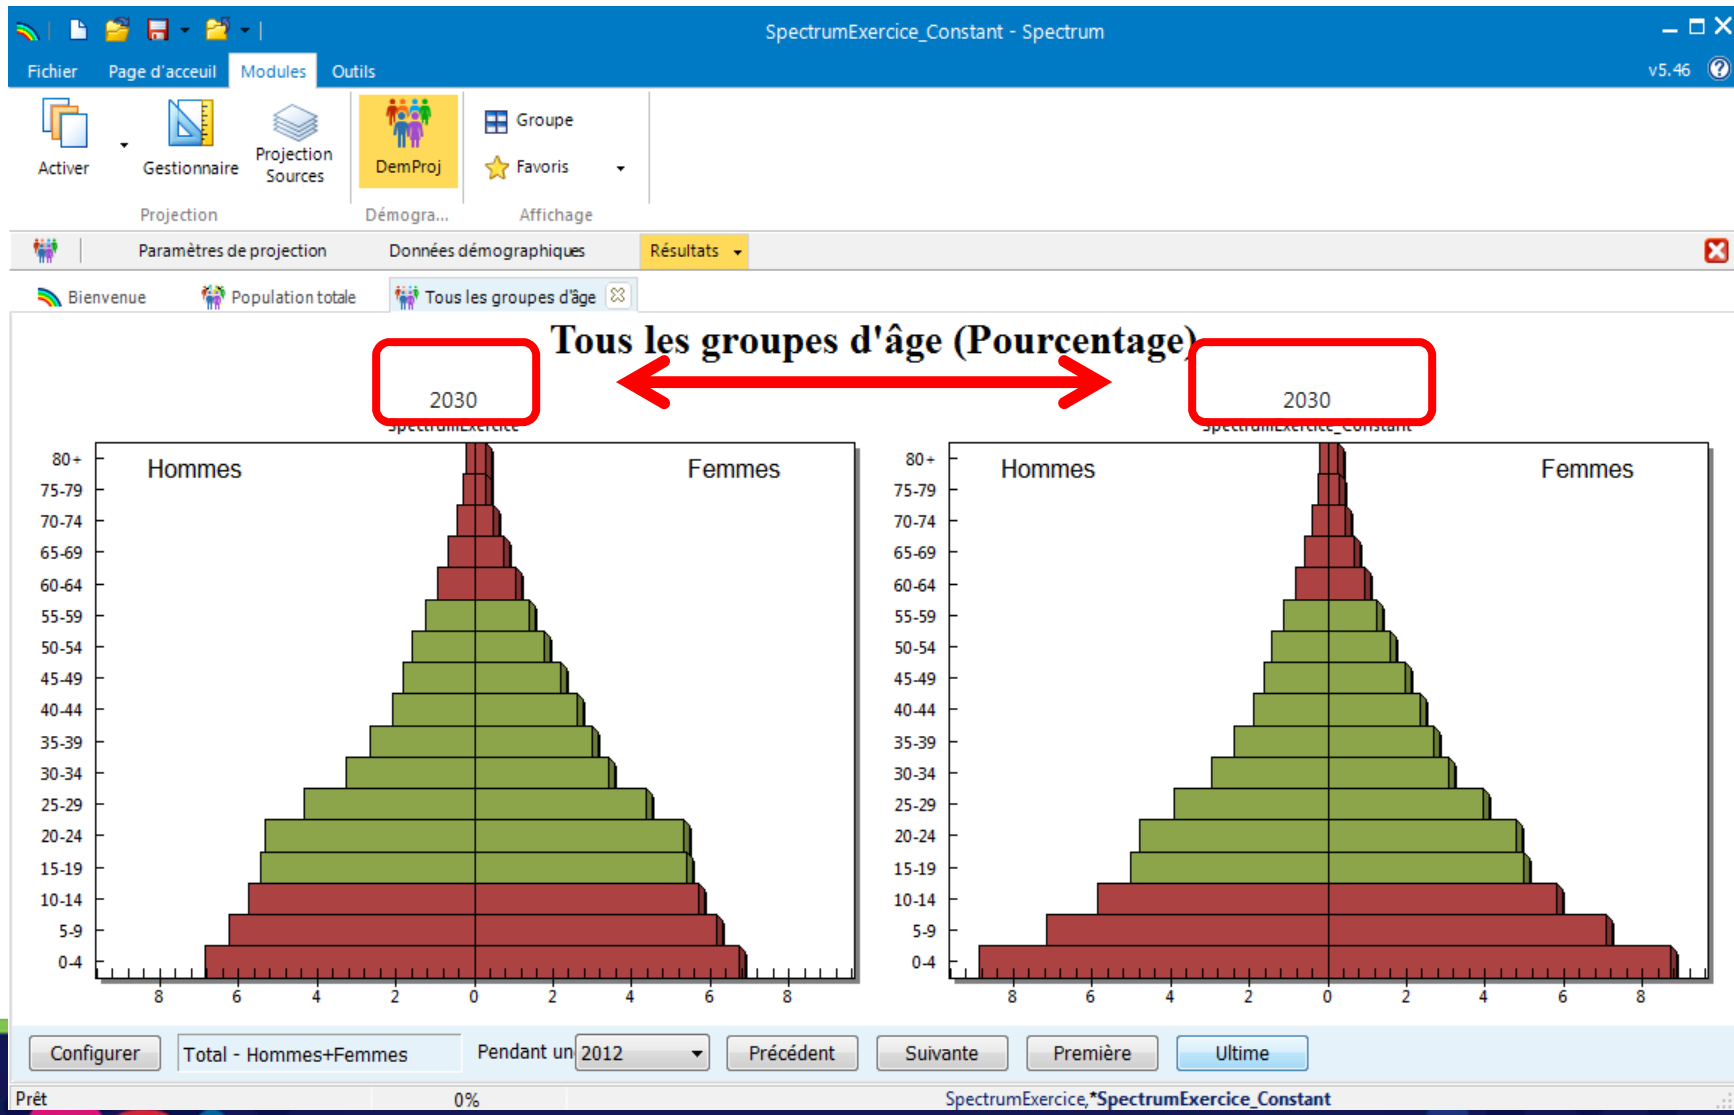 SpectrumExercice_Constant - Spectrum
Fichier Page d'acceuil Modules Outils v5.46
Activer Gestionnaire Projection Sources DemProj Groupe Favoris
Projection Démogra... Affichage
Paramètres de projection Données démographiques Résultats
Bienvenue Population totale Tous les groupes d'âge
Tous les groupes d'âge (Pourcentage)
2030
SpectrumExercice
Hommes Femmes
80+
75-79
70-74
65-69
60-64
55-59
50-54
45-49
40-44
35-39
30-34
25-29
20-24
15-19
10-14
5-9
0-4
8 6 4 2 0 2 4 6 8
2030
SpectrumExercice_Constant
Hommes Femmes
80+
75-79
70-74
65-69
60-64
55-59
50-54
45-49
40-44
35-39
30-34
25-29
20-24
15-19
10-14
5-9
0-4
8 6 4 2 0 2 4 6 8
Configurer Total - Hommes+Femmes Pendant un 2012 Précédent Suivante Première Ultime
Prêt 0% SpectrumExercice,*SpectrumExercice_Constant